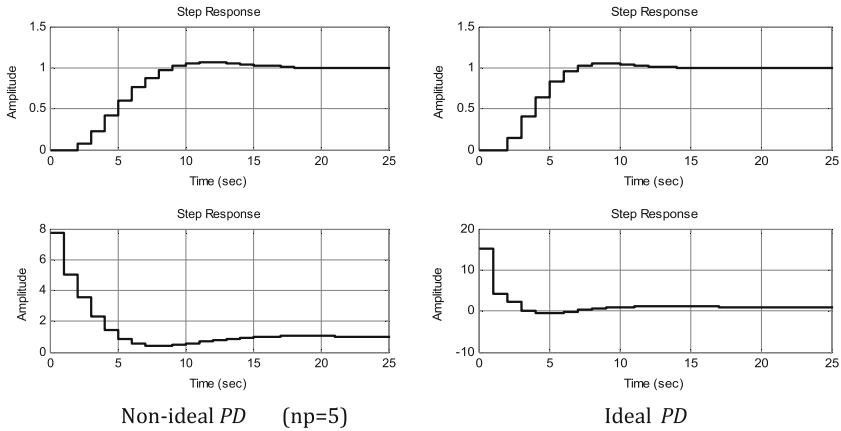 Step Response
1.5
1
0.5
0
Amplitude
0 5 10 15 20 25
Time (sec)
Step Response
1.5
1
0.5
0
Amplitude
0 5 10 15 20 25
Time (sec)
Step Response
8
6
4
2
0
Amplitude
0 5 10 15 20 25
Time (sec)
Step Response
20
10
0
-10
Amplitude
0 5 10 15 20 25
Time (sec)
Non-ideal PD (np=5)
Ideal PD